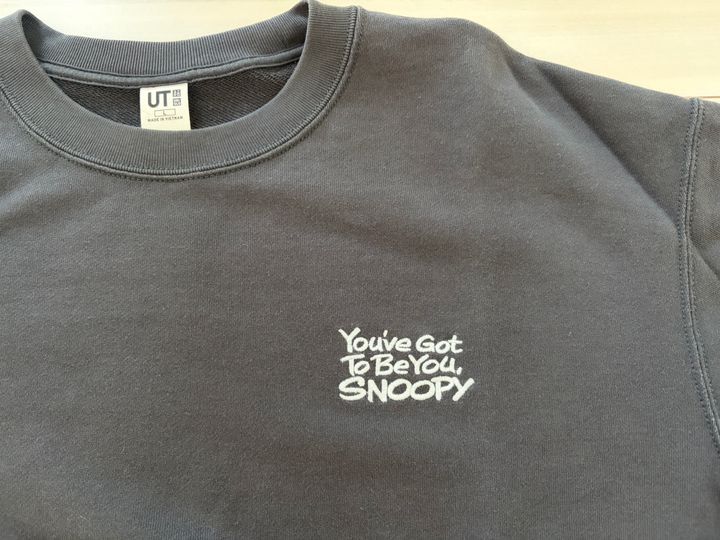 UT
L
MADE IN VIETNAM
You've Got
To Be You,
SNOOPY